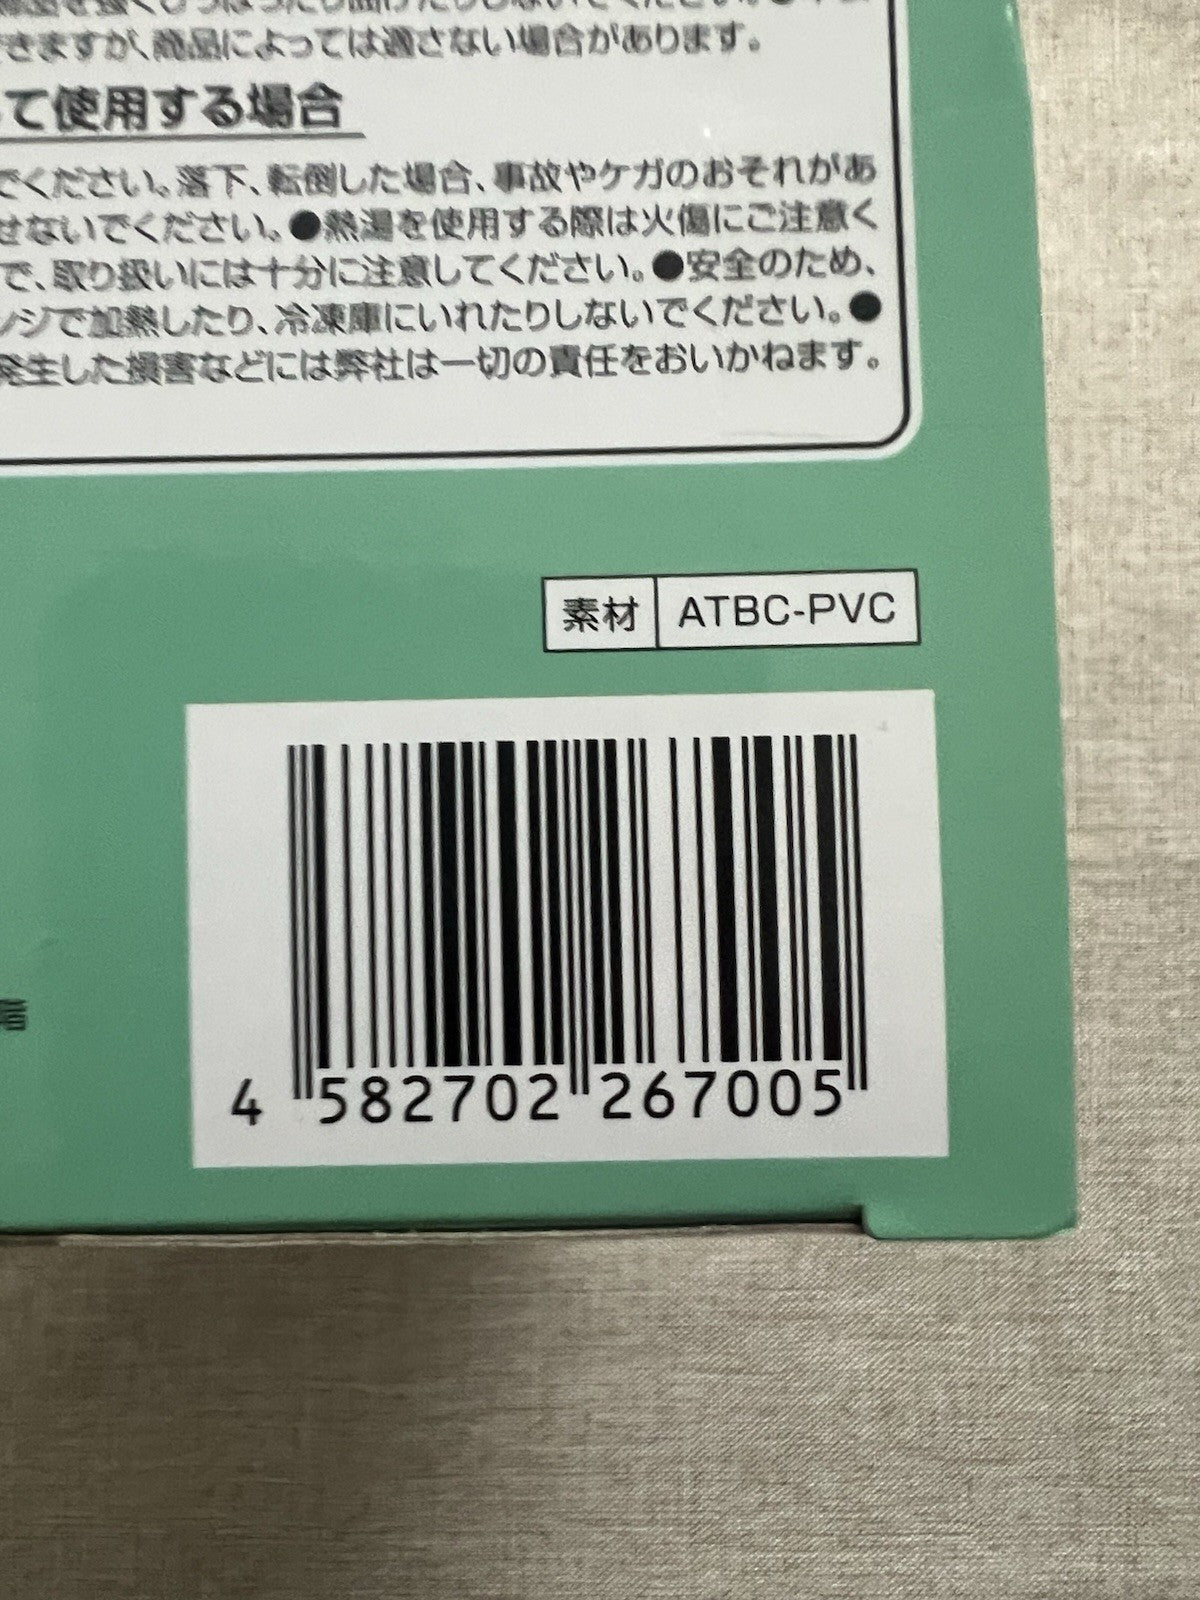 できますが、商品によっては適さない場合があります。
って使用する場合
でください。落下、転倒した場合、事故やケガのおそれがあ
せないでください。●熱湯を使用する際は火傷にご注意く
で、取り扱いには十分に注意してください。●安全のため、
レンジで加熱したり、冷凍庫にいれたりしないでください。●
発生した損害などには弊社は一切の責任をおいかねます。
素材 ATBC-PVC
4 582702 267005